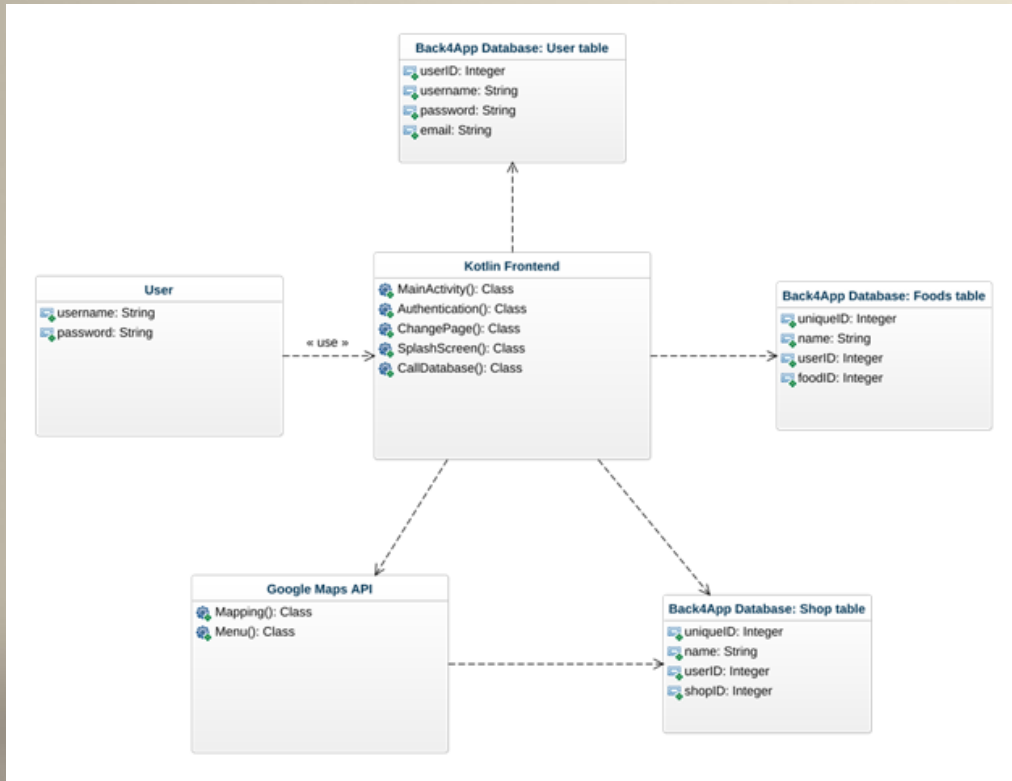 Back4App Database: User table
userID: Integer
username: String
password: String
email: String
Kotlin Frontend
MainActivity(): Class
Authentication(): Class
ChangePage(): Class
SplashScreen(): Class
CallDatabase(): Class
User
username: String
password: String
« use »
Back4App Database: Foods table
uniqueID: Integer
name: String
userID: Integer
foodID: Integer
Google Maps API
Mapping(): Class
Menu(): Class
Back4App Database: Shop table
uniqueID: Integer
name: String
userID: Integer
shopID: Integer